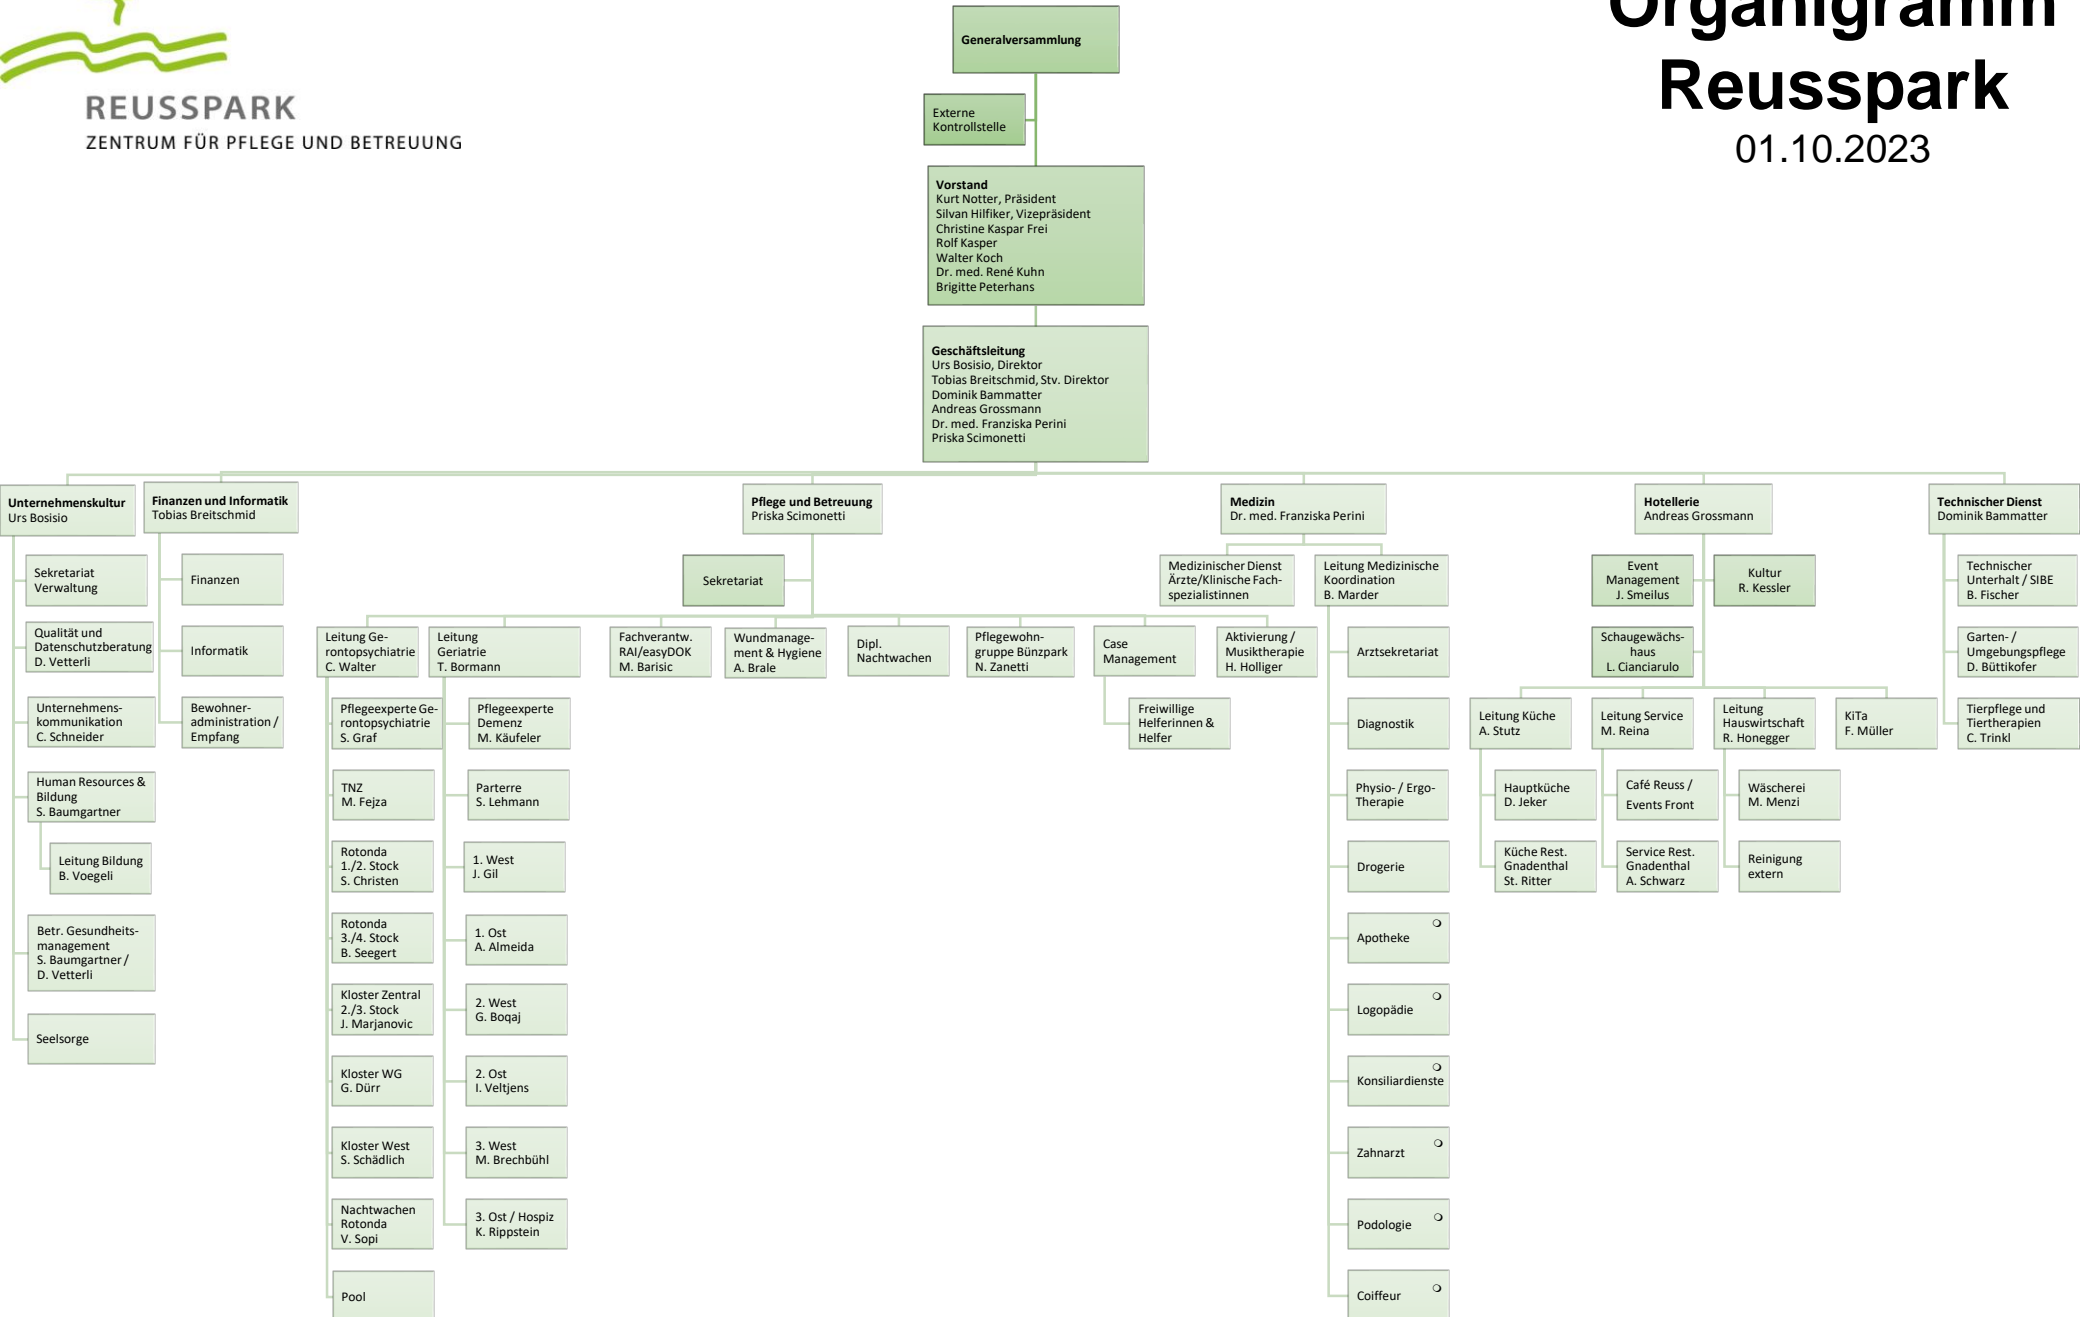 REUSSPARK
ZENTRUM FÜR PFLEGE UND BETREUUNG
Organigramm
Reusspark
01.10.2023
Generalversammlung
Externe
Kontrollstelle
Vorstand
Kurt Notter, Präsident
Silvan Hilfiker, Vizepräsident
Christine Kaspar Frei
Rolf Kasper
Walter Koch
Dr. med. René Kuhn
Brigitte Peterhans
Geschäftsleitung
Urs Bosisio, Direktor
Tobias Breitschmid, Stv. Direktor
Dominik Bammatter
Andreas Grossmann
Dr. med. Franziska Perini
Priska Scimonetti
Unternehmenskultur
Urs Bosisio
Sekretariat
Verwaltung
Qualität und
Datenschutzberatung
D. Vetterli
Unternehmens-
kommunikation
C. Schneider
Human Resources &
Bildung
S. Baumgartner
Leitung Bildung
B. Voegeli
Betr. Gesundheits-
management
S. Baumgartner /
D. Vetterli
Seelsorge
Finanzen und Informatik
Tobias Breitschmid
Finanzen
Informatik
Bewohner-
administration /
Empfang
Pflege und Betreuung
Priska Scimonetti
Sekretariat
Leitung Ge-
rontopsychiatrie
C. Walter
Pflegeexperte Ge-
rontopsychiatrie
S. Graf
TNZ
M. Fejza
Rotonda
1./2. Stock
S. Christen
Rotonda
3./4. Stock
B. Seegert
Kloster Zentral
2./3. Stock
J. Marjanovic
Kloster WG
G. Dürr
Kloster West
S. Schädlich
Nachtwachen
Rotonda
V. Sopi
Pool
Leitung
Geriatrie
T. Bormann
Pflegeexperte
Demenz
M. Käufeler
Parterre
S. Lehmann
1. West
J. Gil
1. Ost
A. Almeida
2. West
G. Boqaj
2. Ost
I. Veltjens
3. West
M. Brechbühl
3. Ost / Hospiz
K. Rippstein
Fachverantw.
RAI/easyDOK
M. Barisic
Wundmanage-
ment & Hygiene
A. Brale
Dipl.
Nachtwachen
Pflegewohn-
gruppe Bünzpark
N. Zanetti
Case
Management
Freiwillige
Helferinnen &
Helfer
Aktivierung /
Musiktherapie
H. Holliger
Medizin
Dr. med. Franziska Perini
Medizinischer Dienst
Ärzte/Klinische Fach-
spezialistinnen
Leitung Medizinische
Koordination
B. Marder
Arztsekretariat
Diagnostik
Physio- / Ergo-
Therapie
Drogerie
Apotheke
Logopädie
Konsiliardienste
Zahnarzt
Podologie
Coiffeur
Hotellerie
Andreas Grossmann
Event
Management
J. Smeilus
Kultur
R. Kessler
Schaugewächs-
haus
L. Cianciarulo
Leitung Küche
A. Stutz
Hauptküche
D. Jeker
Küche Rest.
Gnadenthal
St. Ritter
Leitung Service
M. Reina
Café Reuss /
Events Front
Service Rest.
Gnadenthal
A. Schwarz
Leitung
Hauswirtschaft
R. Honegger
Wäscherei
M. Menzi
Reinigung
extern
KiTa
F. Müller
Technischer Dienst
Dominik Bammatter
Technischer
Unterhalt / SIBE
B. Fischer
Garten- /
Umgebungspflege
D. Büttikofer
Tierpflege und
Tiertherapien
C. Trinkl